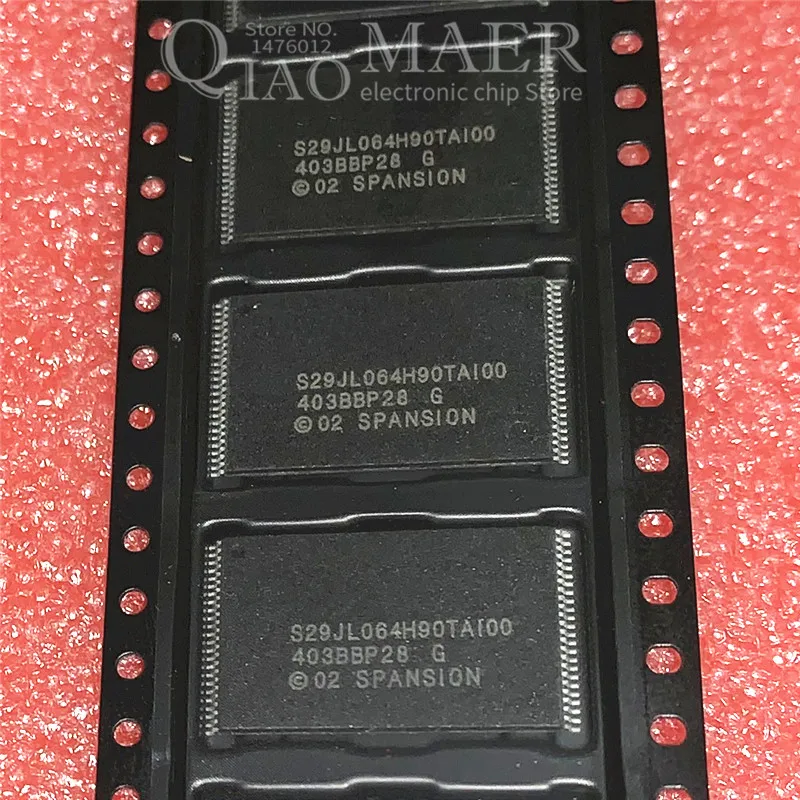 Store NO.
1476012
QIAO MAER
electronic chip Store
S29JL064H90TAI00
403BBP28 G
©02 SPANSION
S29JL064H90TAI00
403BBP28 G
©02 SPANSION
S29JL064H90TAI00
403BBP28 G
©02 SPANSION